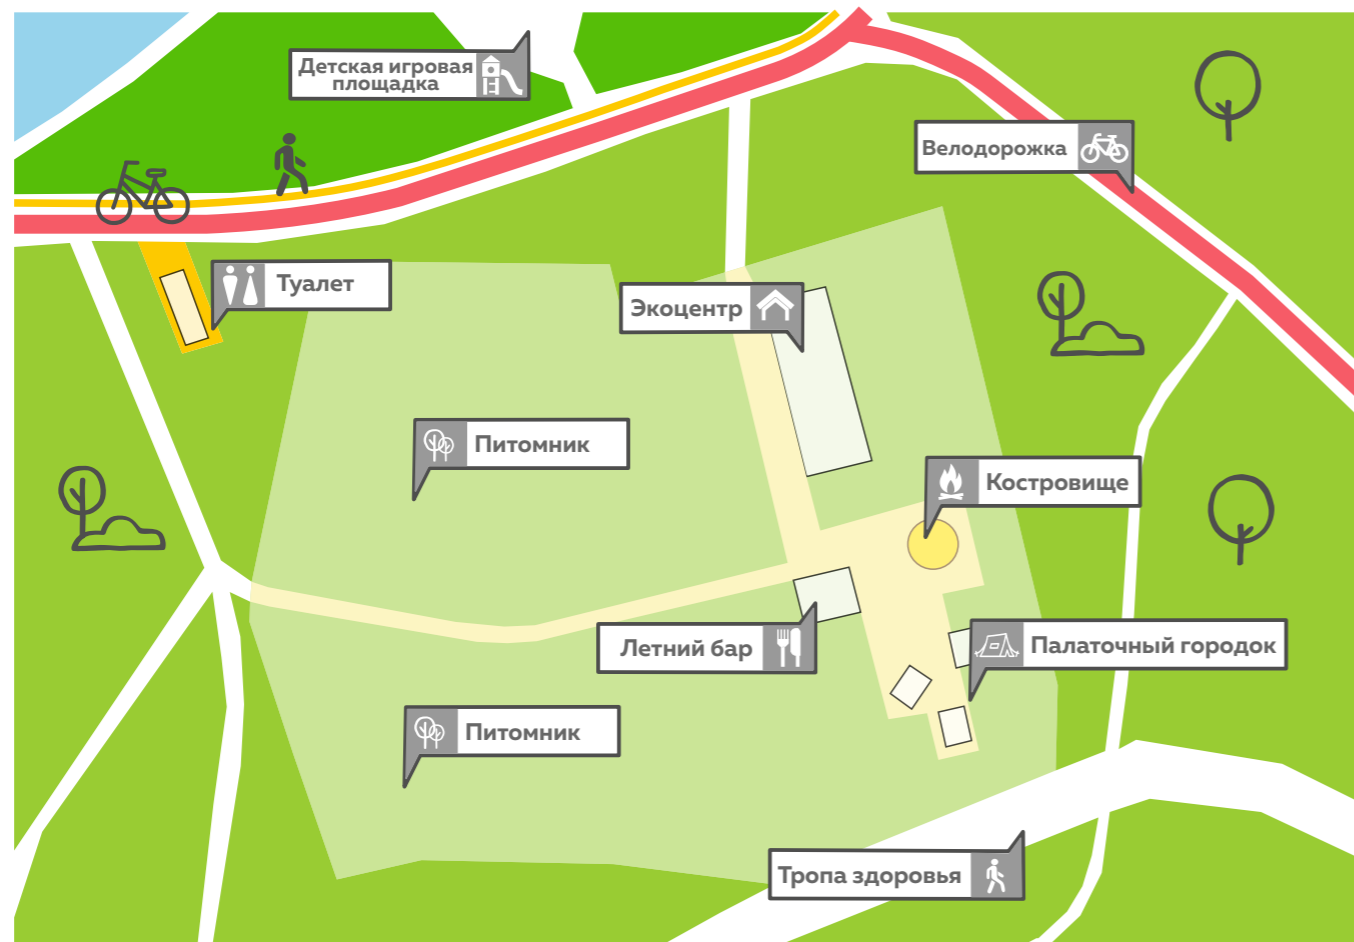 Детская игровая
площадка
Велодорожка
Туалет
Экоцентр
Питомник
Костровище
Летний бар
Палаточный городок
Питомник
Тропа здоровья